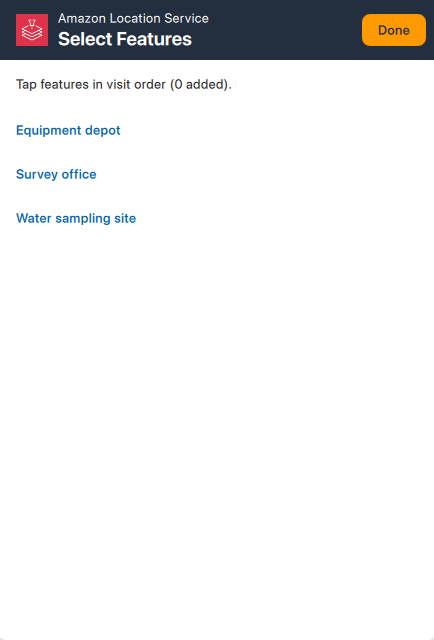 Amazon Location Service
Select Features
Done
Tap features in visit order (0 added).
Equipment depot
Survey office
Water sampling site